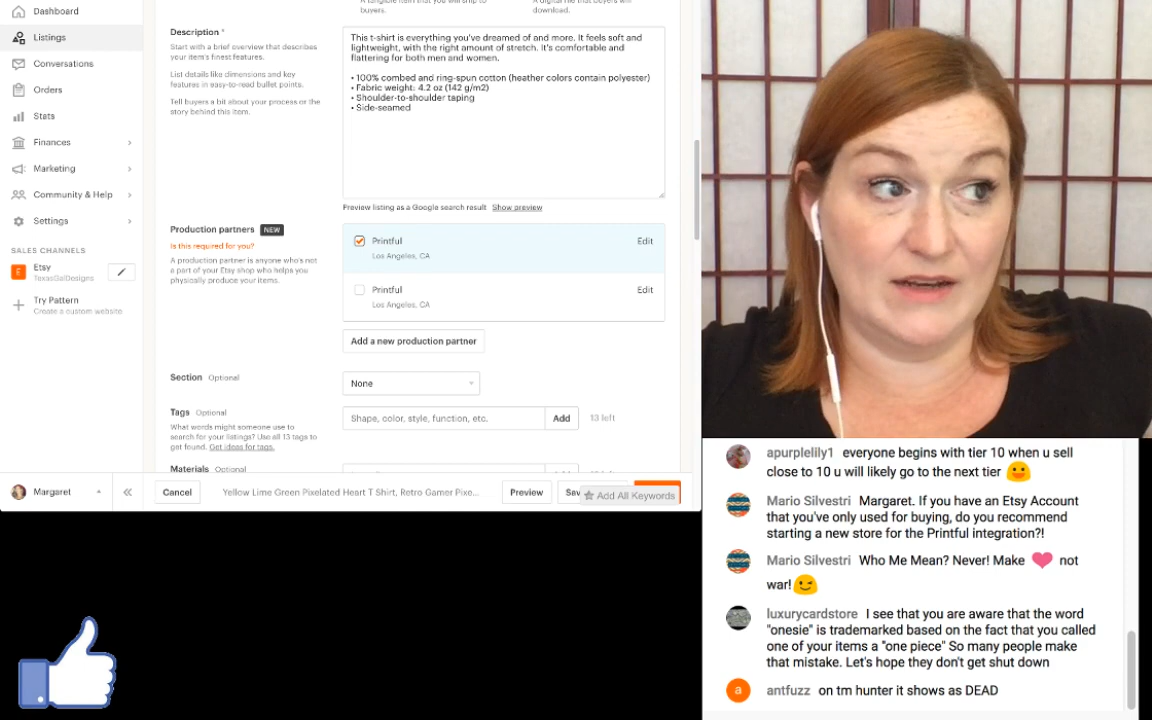 Dashboard
Listings
Conversations
Orders
Stats
Finances
Marketing
Community & Help
Settings
SALES CHANNELS
E
Etsy
TexasGalDesigns
Try Pattern
Create a custom website
Margaret
A tangible item that you will ship to
buyers.
A digital file that buyers will
download.
Description *
Start with a brief overview that describes
your item's finest features.
List details like dimensions and key
features in easy-to-read bullet points.
Tell buyers a bit about your process or the
story behind this item.
This t-shirt is everything you've dreamed of and more. It feels soft and
lightweight, with the right amount of stretch. It's comfortable and
flattering for both men and women.
• 100% combed and ring-spun cotton (heather colors contain polyester)
• Fabric weight: 4.2 oz (142 g/m2)
• Shoulder-to-shoulder taping
• Side-seamed
Preview listing as a Google search result Show preview
Production partners NEW
Is this required for you?
A production partner is anyone who's not
a part of your Etsy shop who helps you
physically produce your items.
Printful Edit
Los Angeles, CA
Printful Edit
Los Angeles, CA
Add a new production partner
Section Optional
None
Tags Optional
What words might someone use to
search for your listings? Use all 13 tags to
get found. Get ideas for tags.
Shape, color, style, function, etc. Add 13 left
Materials Optional
Cancel Yellow Lime Green Pixelated Heart T Shirt, Retro Gamer Pixe... Preview Sav
Add All Keywords
apurplelily1 everyone begins with tier 10 when u sell
close to 10 u will likely go to the next tier
Mario Silvestri Margaret. If you have an Etsy Account
that you've only used for buying, do you recommend
starting a new store for the Printful integration?!
Mario Silvestri Who Me Mean? Never! Make not
war!
luxurycardstore I see that you are aware that the word
"onesie" is trademarked based on the fact that you called
one of your items a "one piece" So many people make
that mistake. Let's hope they don't get shut down
a
antfuzz on tm hunter it shows as DEAD